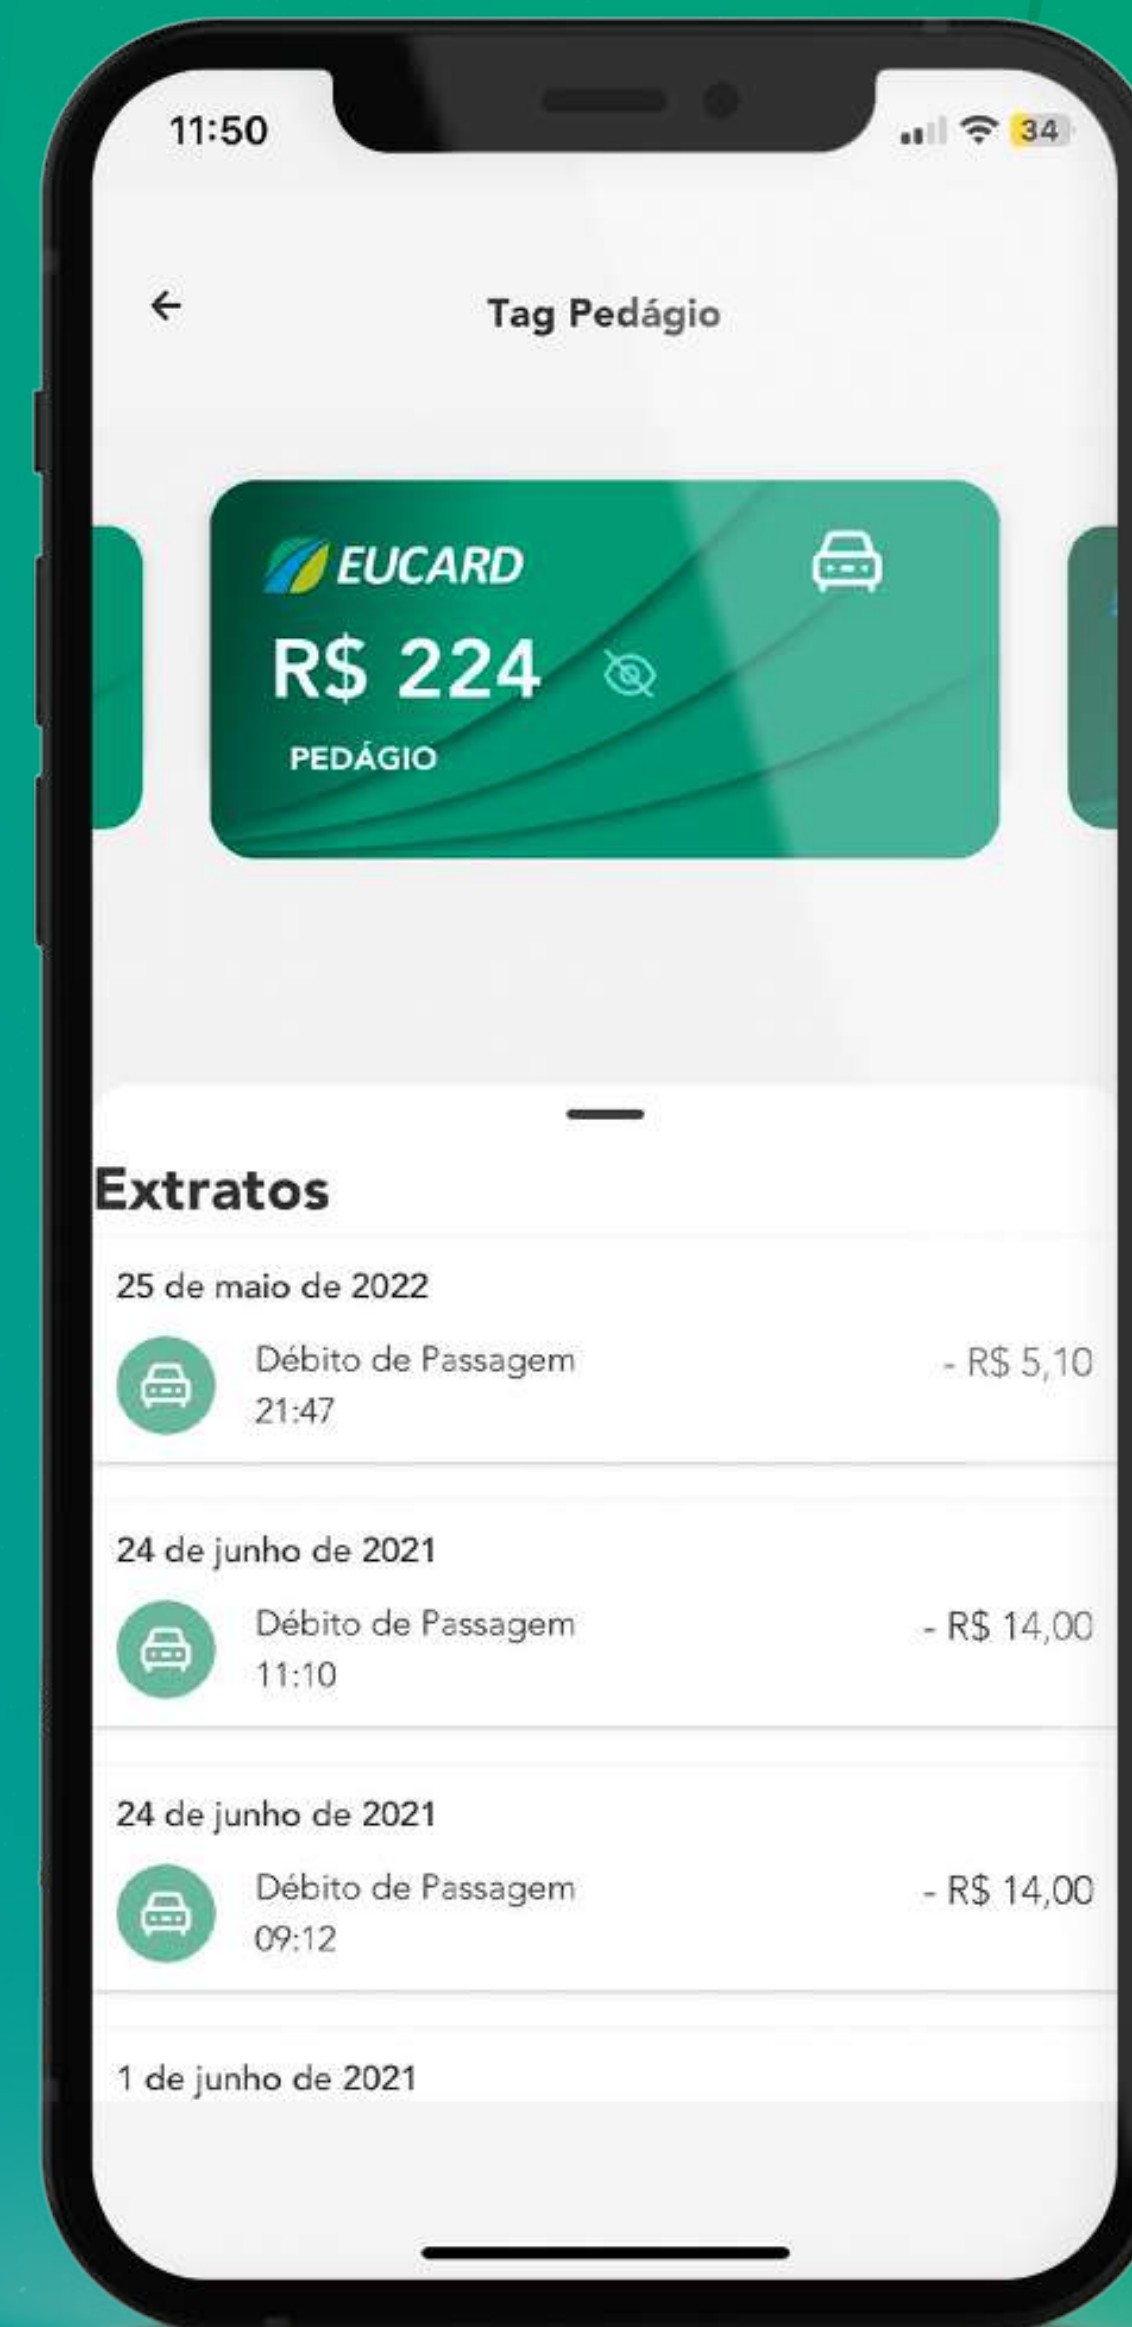 11:50
34
Tag Pedágio
EUCARD
R$ 224
PEDÁGIO
Extratos
25 de maio de 2022
Débito de Passagem
- R$ 5,10
21:47
24 de junho de 2021
Débito de Passagem
- R$ 14,00
11:10
24 de junho de 2021
Débito de Passagem
- R$ 14,00
09:12
1 de junho de 2021